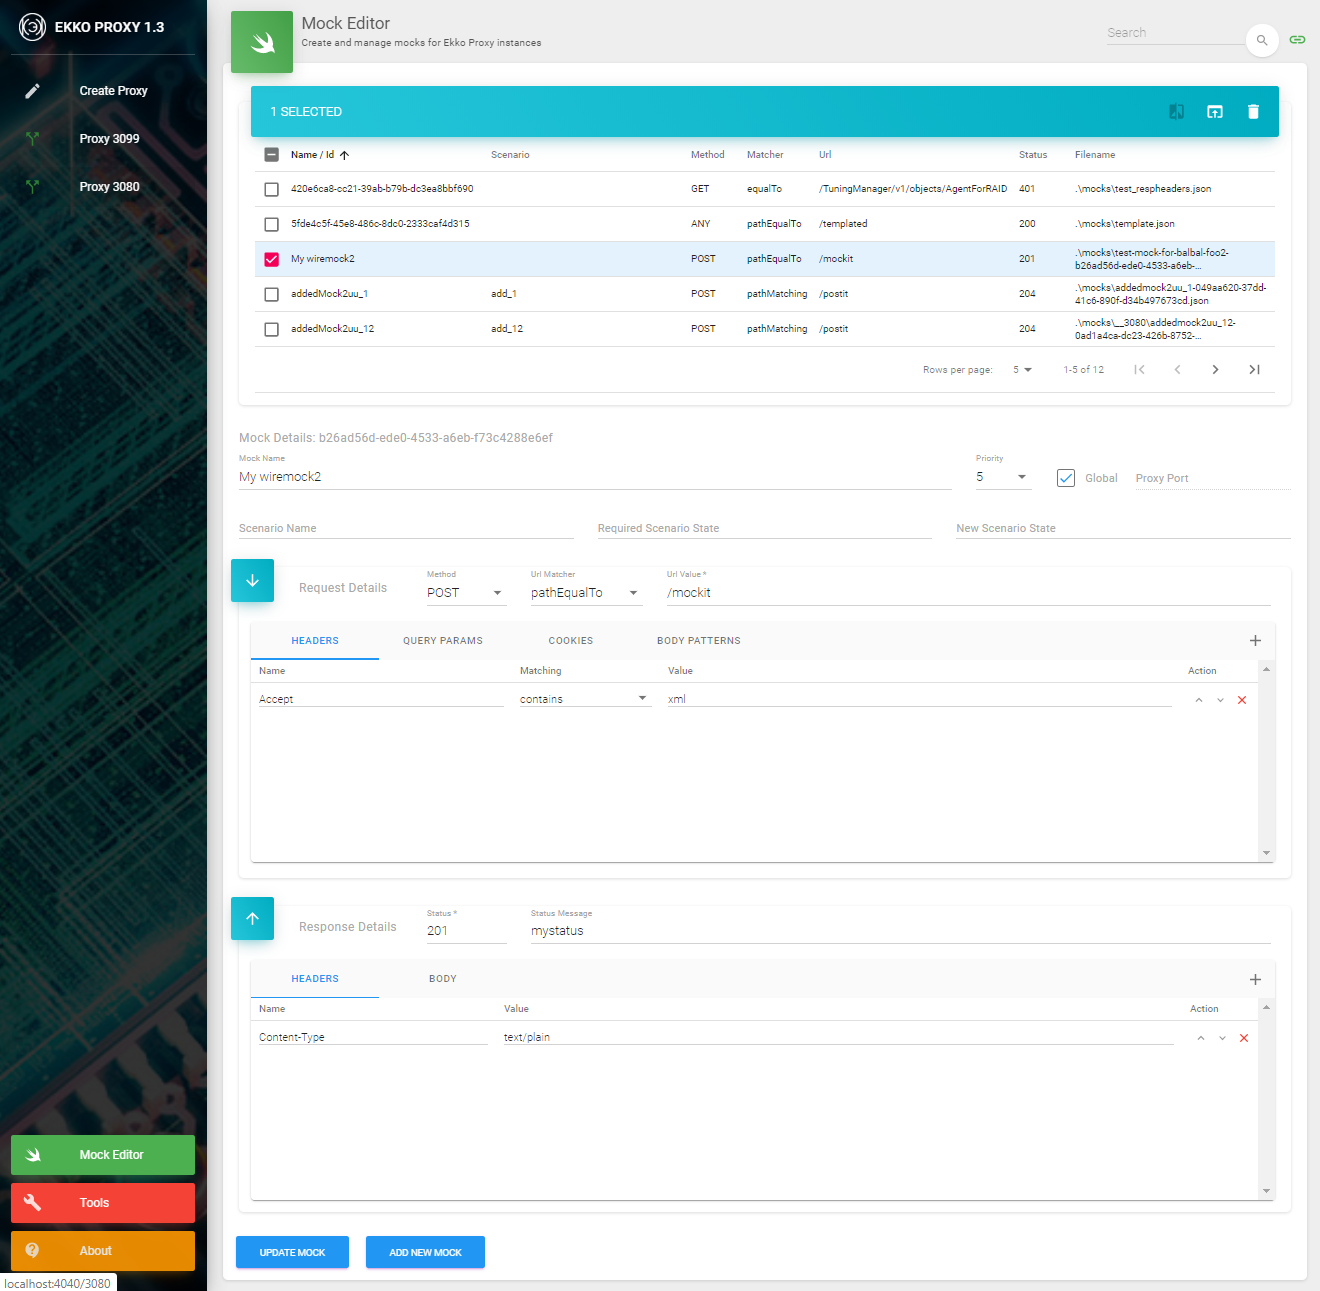 EKKO PROXY 1.3
Create Proxy
Proxy 3099
Proxy 3080
Mock Editor
Tools
About
localhost:4040/3080
Mock Editor
Create and manage mocks for Ekko Proxy instances
Search
1 SELECTED
Name / Id Scenario Method Matcher Url Status Filename
420e6ca8-cc21-39ab-b79b-dc3ea8bbf690 GET equalTo /TuningManager/v1/objects/AgentForRAID 401 .\mocks\test_respheaders.json
5fde4c5f-45e8-486c-8dc0-2333caf4d315 ANY pathEqualTo /templated 200 .\mocks\template.json
My wiremock2 POST pathEqualTo /mockit 201 .\mocks\test-mock-for-balbal-foo2-
b26ad56d-ede0-4533-a6eb-...
addedMock2uu_1 add_1 POST pathMatching /postit 204 .\mocks\addedmock2uu_1-049aa620-37dd-
41c6-890f-d34b497673cd.json
addedMock2uu_12 add_12 POST pathMatching /postit 204 .\mocks\__3080\addedmock2uu_12-
0ad1a4ca-dc23-426b-8752-...
Rows per page: 5 1-5 of 12
Mock Details: b26ad56d-ede0-4533-a6eb-f73c4288e6ef
Mock Name Priority
My wiremock2 5 Global Proxy Port
Scenario Name Required Scenario State New Scenario State
Method Url Matcher Url Value *
Request Details POST pathEqualTo /mockit
HEADERS QUERY PARAMS COOKIES BODY PATTERNS
Name Matching Value Action
Accept contains xml
Status * Status Message
Response Details 201 mystatus
HEADERS BODY
Name Value Action
Content-Type text/plain
UPDATE MOCK ADD NEW MOCK